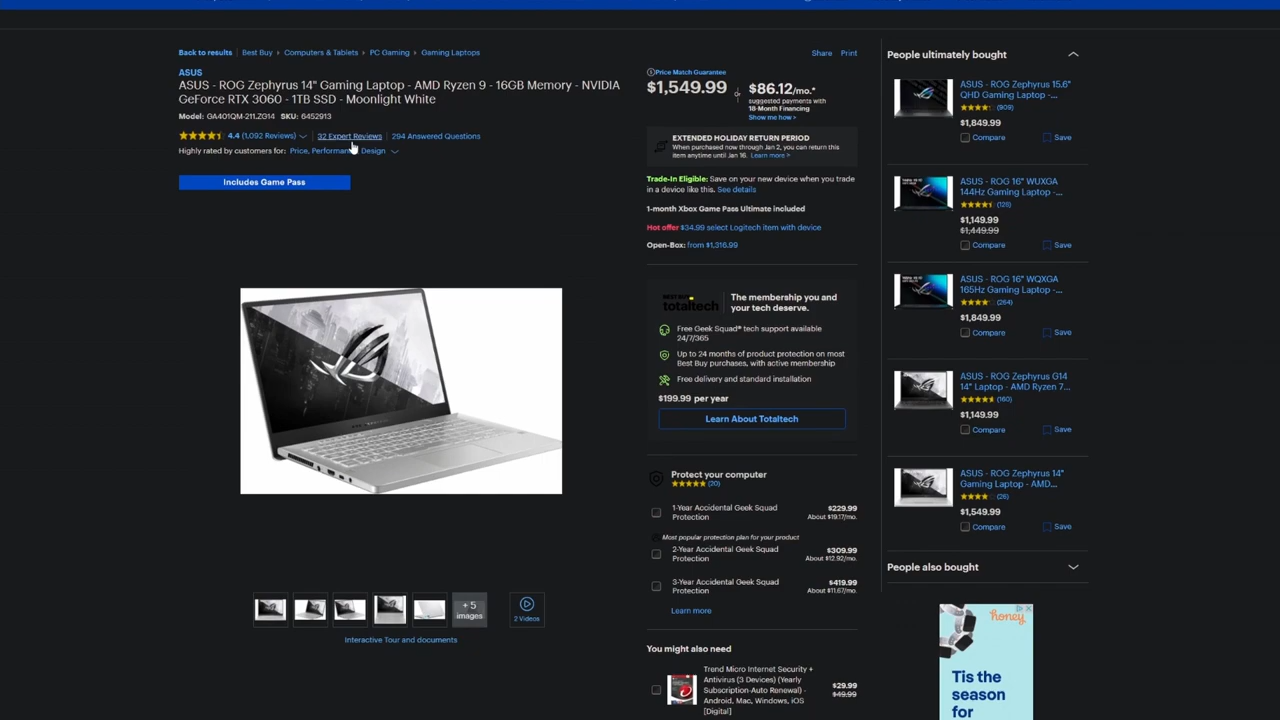 Back to results Best Buy › Computers & Tablets › PC Gaming › Gaming Laptops
Share Print
ASUS
ASUS - ROG Zephyrus 14" Gaming Laptop - AMD Ryzen 9 - 16GB Memory - NVIDIA
GeForce RTX 3060 - 1TB SSD - Moonlight White
Model: GA401QM-211.ZG14 SKU: 6452913
4.4 (1,092 Reviews) 32 Expert Reviews 294 Answered Questions
Highly rated by customers for: Price, Performan Design
Includes Game Pass
+ 5
images
2 Videos
Interactive Tour and documents
Price Match Guarantee
$1,549.99
or
$86.12/mo.*
suggested payments with
18-Month Financing
Show me how >
EXTENDED HOLIDAY RETURN PERIOD
When purchased now through Jan 2, you can return this
item anytime until Jan 16. Learn more >
Trade-In Eligible: Save on your new device when you trade
in a device like this. See details
1-month Xbox Game Pass Ultimate included
Hot offer $34.99 select Logitech item with device
Open-Box: from $1,316.99
BEST BUY
totaltech
The membership you and
your tech deserve.
Free Geek Squad® tech support available
24/7/365
Up to 24 months of product protection on most
Best Buy purchases, with active membership
Free delivery and standard installation
$199.99 per year
Learn About Totaltech
Protect your computer
(20)
1-Year Accidental Geek Squad
Protection
$229.99
About $19.17/mo.
Most popular protection plan for your product
2-Year Accidental Geek Squad
Protection
$309.99
About $12.92/mo.
3-Year Accidental Geek Squad
Protection
$419.99
About $11.67/mo.
Learn more
You might also need
Trend Micro Internet Security +
Antivirus (3 Devices) (Yearly
Subscription-Auto Renewal) -
Android, Mac, Windows, iOS
[Digital]
$29.99
$49.99
People ultimately bought
ASUS - ROG Zephyrus 15.6"
QHD Gaming Laptop -...
(909)
$1,849.99
Compare Save
ASUS - ROG 16" WUXGA
144Hz Gaming Laptop -...
(125)
$1,149.99
$1,449.99
Compare Save
ASUS - ROG 16" WQXGA
165Hz Gaming Laptop -...
(264)
$1,849.99
Compare Save
ASUS - ROG Zephyrus G14
14" Laptop - AMD Ryzen 7...
(160)
$1,149.99
Compare Save
ASUS - ROG Zephyrus 14"
Gaming Laptop - AMD...
(26)
$1,549.99
Compare Save
People also bought
honey
Tis the
season
for